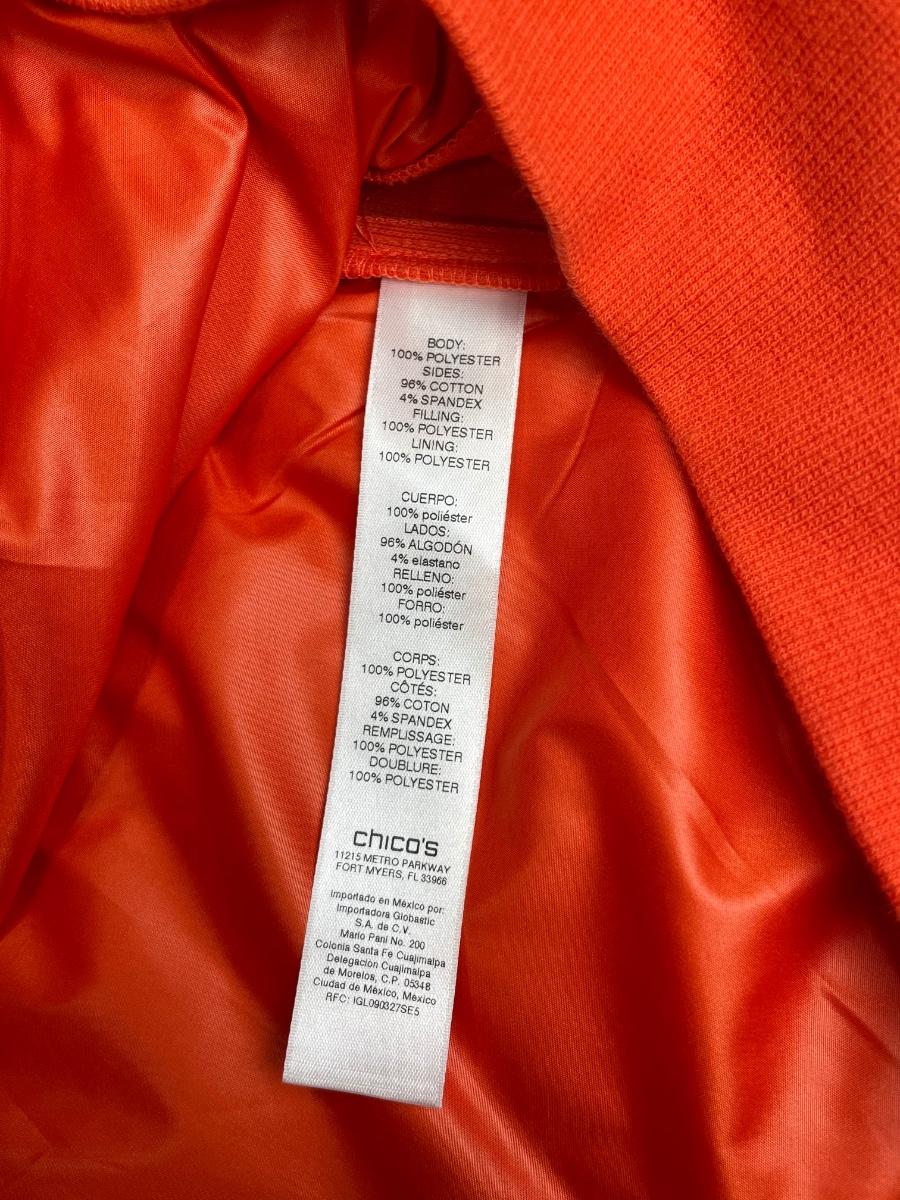 BODY:
100% POLYESTER
SIDES:
96% COTTON
4% SPANDEX
FILLING:
100% POLYESTER
LINING:
100% POLYESTER
CUERPO:
100% poliéster
LADOS:
96% ALGODÓN
4% elastano
RELLENO:
100% poliéster
FORRO:
100% poliéster
CORPS:
100% POLYESTER
CÔTÉS:
96% COTON
4% SPANDEX
REMPLISSAGE:
100% POLYESTER
DOUBLURE:
100% POLYESTER
chico's
11215 METRO PARKWAY
FORT MYERS, FL 33966
Importado en México por:
Importadora Globastic
S.A. de C.V.
Mario Pani No. 200
Colonia Santa Fe Cuajimalpa
Delegación Cuajimalpa
de Morelos, C.P. 05348
Ciudad de México, México
RFC: IGL090327SE5